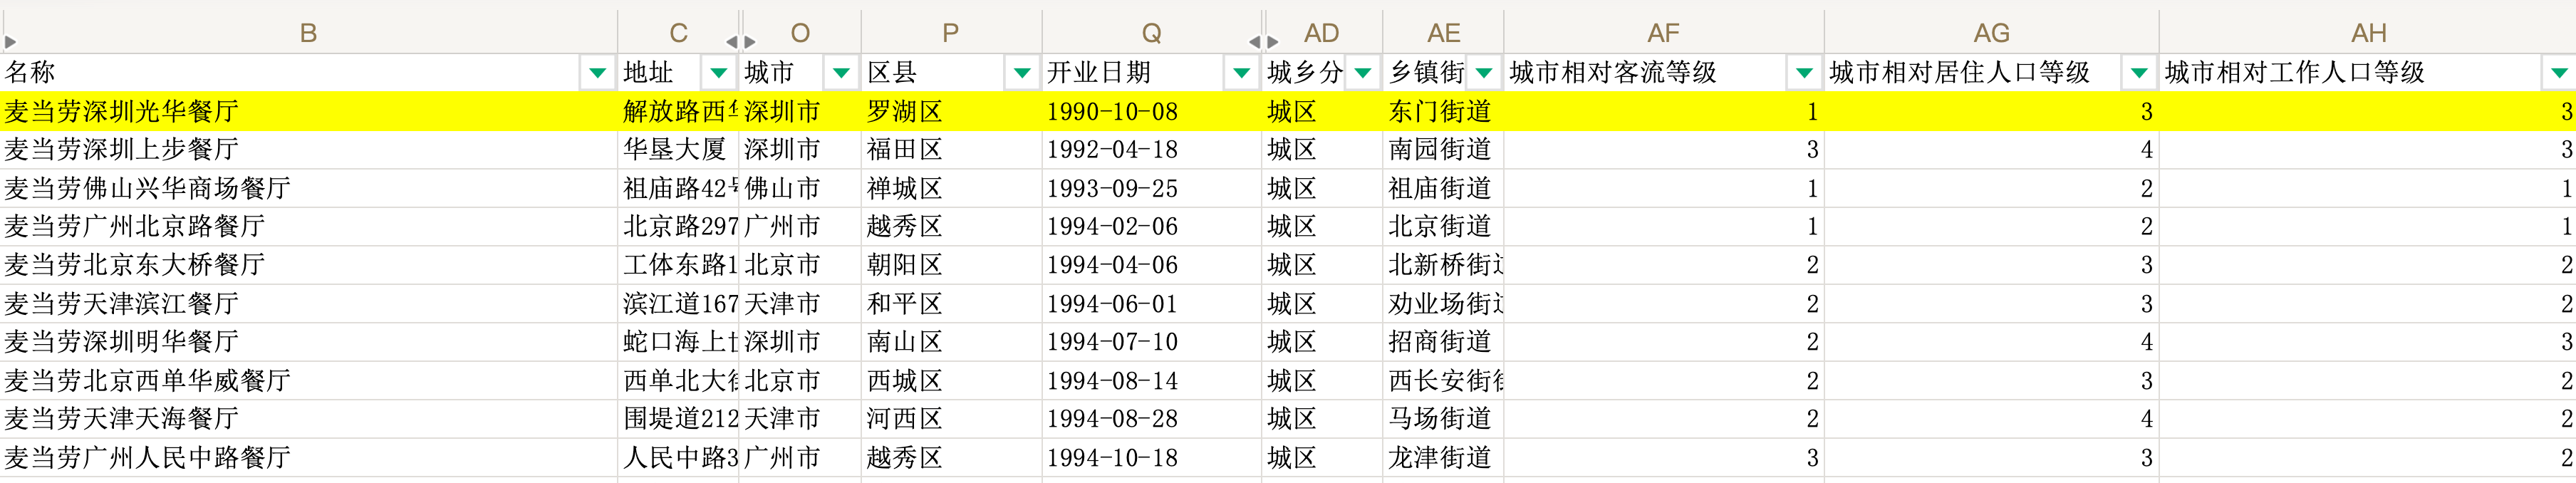 B C O P Q AD AE AF AG AH
名称 地址 城市 区县 开业日期 城乡分 乡镇街 城市相对客流等级 城市相对居住人口等级 城市相对工作人口等级
麦当劳深圳光华餐厅 解放路西 深圳市 罗湖区 1990-10-08 城区 东门街道 1 3 3
麦当劳深圳上步餐厅 华垦大厦 深圳市 福田区 1992-04-18 城区 南园街道 3 4 3
麦当劳佛山兴华商场餐厅 祖庙路42 佛山市 禅城区 1993-09-25 城区 祖庙街道 1 2 1
麦当劳广州北京路餐厅 北京路297 广州市 越秀区 1994-02-06 城区 北京街道 1 2 1
麦当劳北京东大桥餐厅 工体东路1 北京市 朝阳区 1994-04-06 城区 北新桥街道 2 3 2
麦当劳天津滨江餐厅 滨江道167 天津市 和平区 1994-06-01 城区 劝业场街道 2 3 2
麦当劳深圳明华餐厅 蛇口海上世 深圳市 南山区 1994-07-10 城区 招商街道 2 4 3
麦当劳北京西单华威餐厅 西单北大街 北京市 西城区 1994-08-14 城区 西长安街街 2 3 2
麦当劳天津天海餐厅 围堤道212 天津市 河西区 1994-08-28 城区 马场街道 2 4 2
麦当劳广州人民中路餐厅 人民中路3 广州市 越秀区 1994-10-18 城区 龙津街道 3 3 2